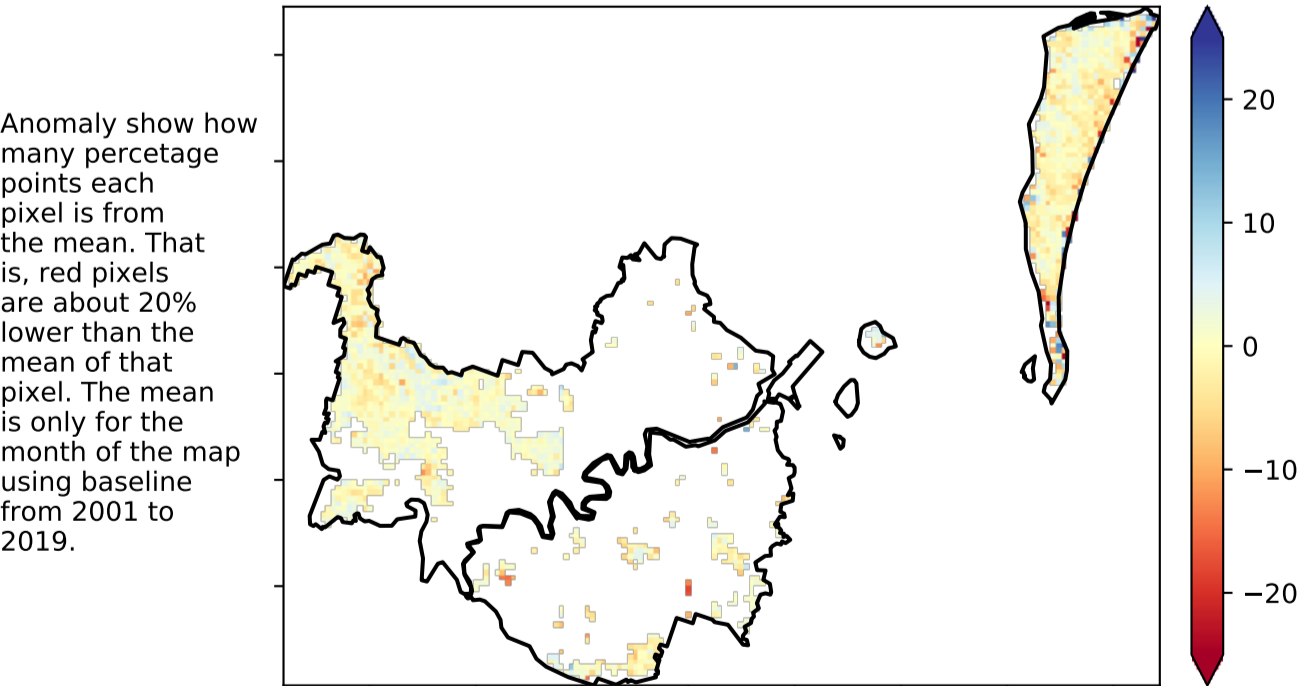 Anomaly show how
many percetage
points each
pixel is from
the mean. That
is, red pixels
are about 20%
lower than the
mean of that
pixel. The mean
is only for the
month of the map
using baseline
from 2001 to
2019.
20
10
0
−10
−20